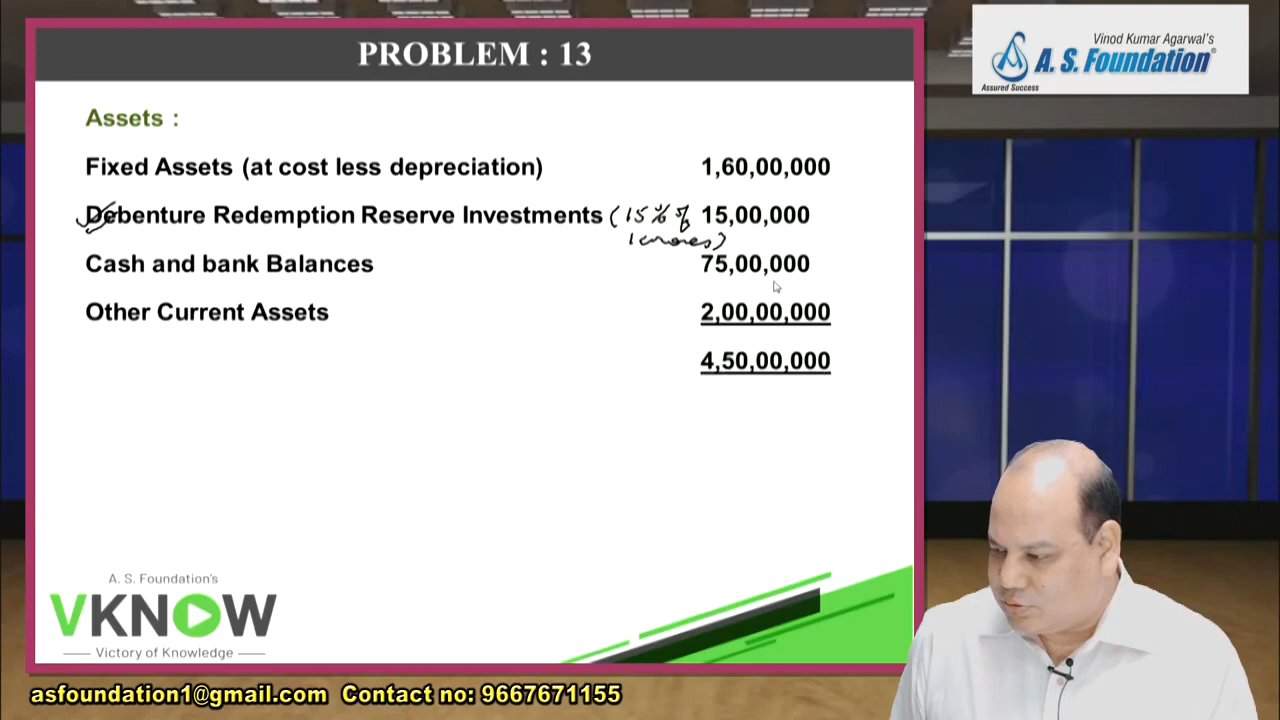 PROBLEM : 13
Vinod Kumar Agarwal's
A. S. Foundation®
Assured Success
Assets :
Fixed Assets (at cost less depreciation) 1,60,00,000
Debenture Redemption Reserve Investments (15% of 15,00,000
1 crores)
Cash and bank Balances 75,00,000
Other Current Assets 2,00,00,000
4,50,00,000
A. S. Foundation's
VKNOW
Victory of Knowledge
asfoundation1@gmail.com Contact no: 9667671155